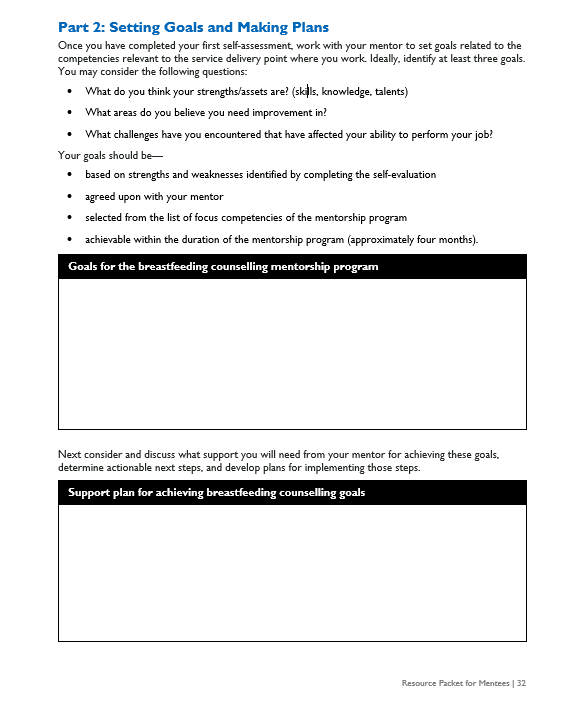 Part 2: Setting Goals and Making Plans
Once you have completed your first self-assessment, work with your mentor to set goals related to the
competencies relevant to the service delivery point where you work. Ideally, identify at least three goals.
You may consider the following questions:
• What do you think your strengths/assets are? (skills, knowledge, talents)
• What areas do you believe you need improvement in?
• What challenges have you encountered that have affected your ability to perform your job?
Your goals should be—
• based on strengths and weaknesses identified by completing the self-evaluation
• agreed upon with your mentor
• selected from the list of focus competencies of the mentorship program
• achievable within the duration of the mentorship program (approximately four months).
Goals for the breastfeeding counselling mentorship program
Next consider and discuss what support you will need from your mentor for achieving these goals,
determine actionable next steps, and develop plans for implementing those steps.
Support plan for achieving breastfeeding counselling goals
Resource Packet for Mentees | 32